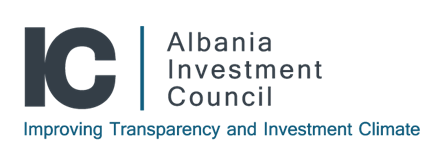 IC
Albania
Investment
Council
Improving Transparency and Investment Climate